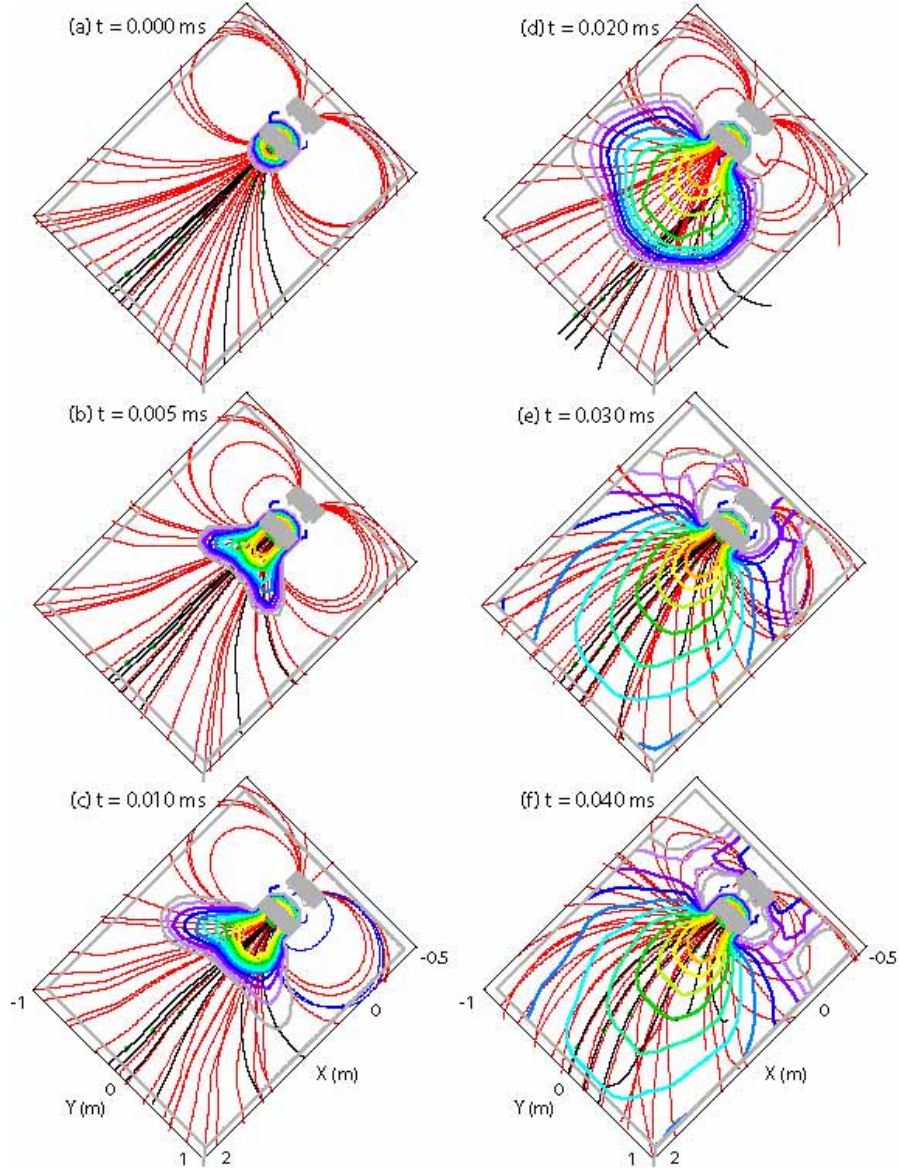 (a) t = 0.000 ms
(d) t = 0.020 ms
(b) t = 0.005 ms
(e) t = 0.030 ms
(c) t = 0.010 ms
(f) t = 0.040 ms
-0.5
0
X (m)
2
-1
0
Y (m)
1
-0.5
0
X (m)
2
-1
0
Y (m)
1